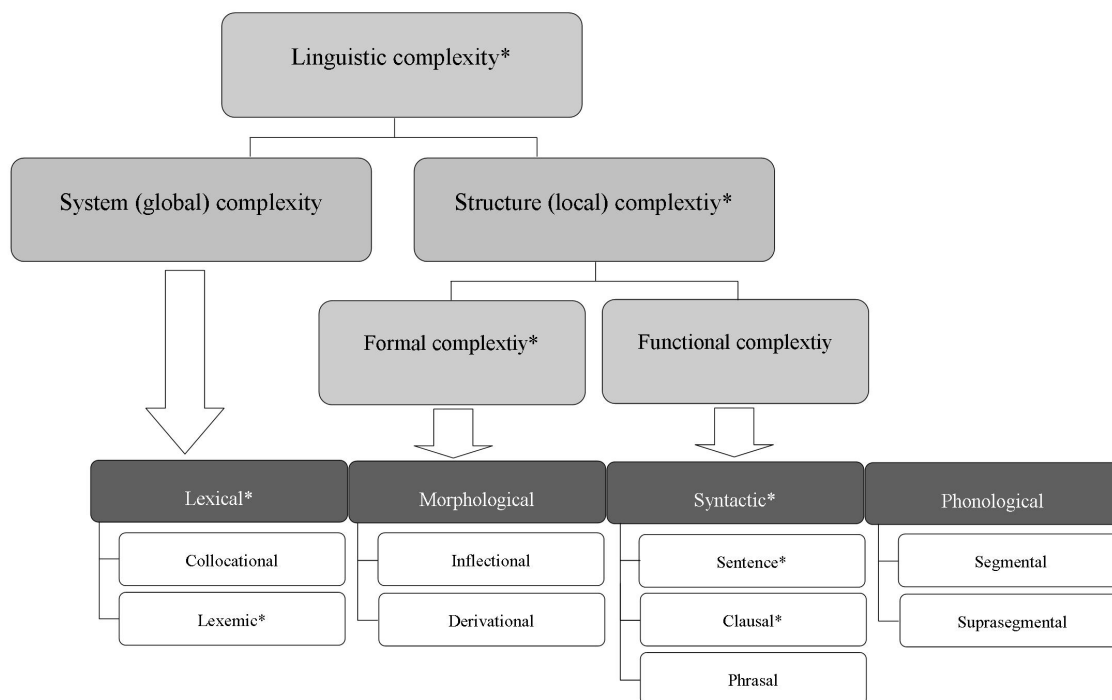 Linguistic complexity*
System (global) complexity
Structure (local) complextiy*
Formal complextiy*
Functional complextiy
Lexical*
Morphological
Syntactic*
Phonological
Collocational
Inflectional
Sentence*
Segmental
Lexemic*
Derivational
Clausal*
Suprasegmental
Phrasal